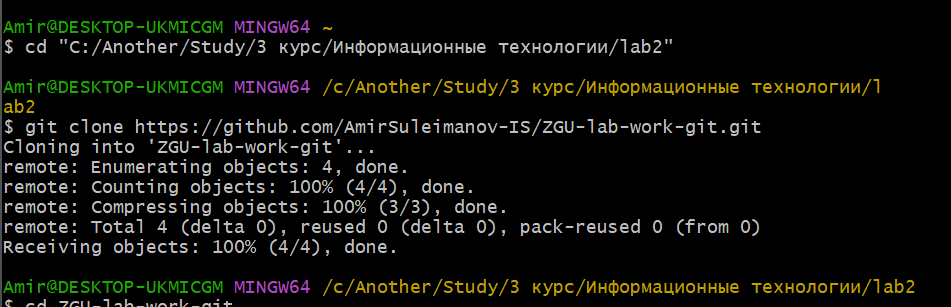 Amir@DESKTOP-UKMICGM MINGW64 ~
$ cd "C:/Another/Study/3 курс/Информационные технологии/lab2"
Amir@DESKTOP-UKMICGM MINGW64 /c/Another/Study/3 курс/Информационные технологии/l
ab2
$ git clone https://github.com/AmirSuleimanov-IS/ZGU-lab-work-git.git
Cloning into 'ZGU-lab-work-git'...
remote: Enumerating objects: 4, done.
remote: Counting objects: 100% (4/4), done.
remote: Compressing objects: 100% (3/3), done.
remote: Total 4 (delta 0), reused 0 (delta 0), pack-reused 0 (from 0)
Receiving objects: 100% (4/4), done.
Amir@DESKTOP-UKMICGM MINGW64 /c/Another/Study/3 курс/Информационные технологии/lab2
$ cd ZGU-lab-work-git